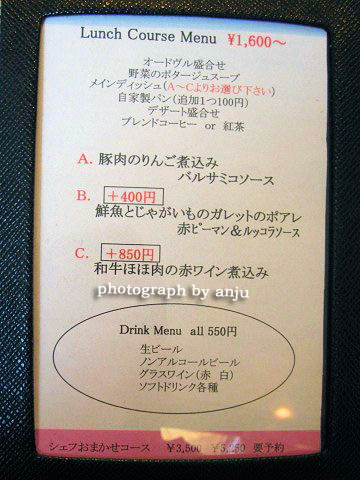 Lunch Course Menu ¥1,600～
オードヴル盛合せ
野菜のポタージュスープ
メインディッシュ（A～Cよりお選び下さい）
自家製パン（追加1つ100円）
デザート盛合せ
ブレンドコーヒー or 紅茶
A. 豚肉のりんご煮込み
バルサミコソース
B. ＋400円
鮮魚とじゃがいものガレットのポアレ
赤ピーマン＆ルッコラソース
C. ＋850円
和牛ほほ肉の赤ワイン煮込み
photograph by anju
Drink Menu all 550円
生ビール
ノンアルコールビール
グラスワイン（赤 白）
ソフトドリンク各種
シェフおまかせコース ¥3,500 ¥5,250 要予約